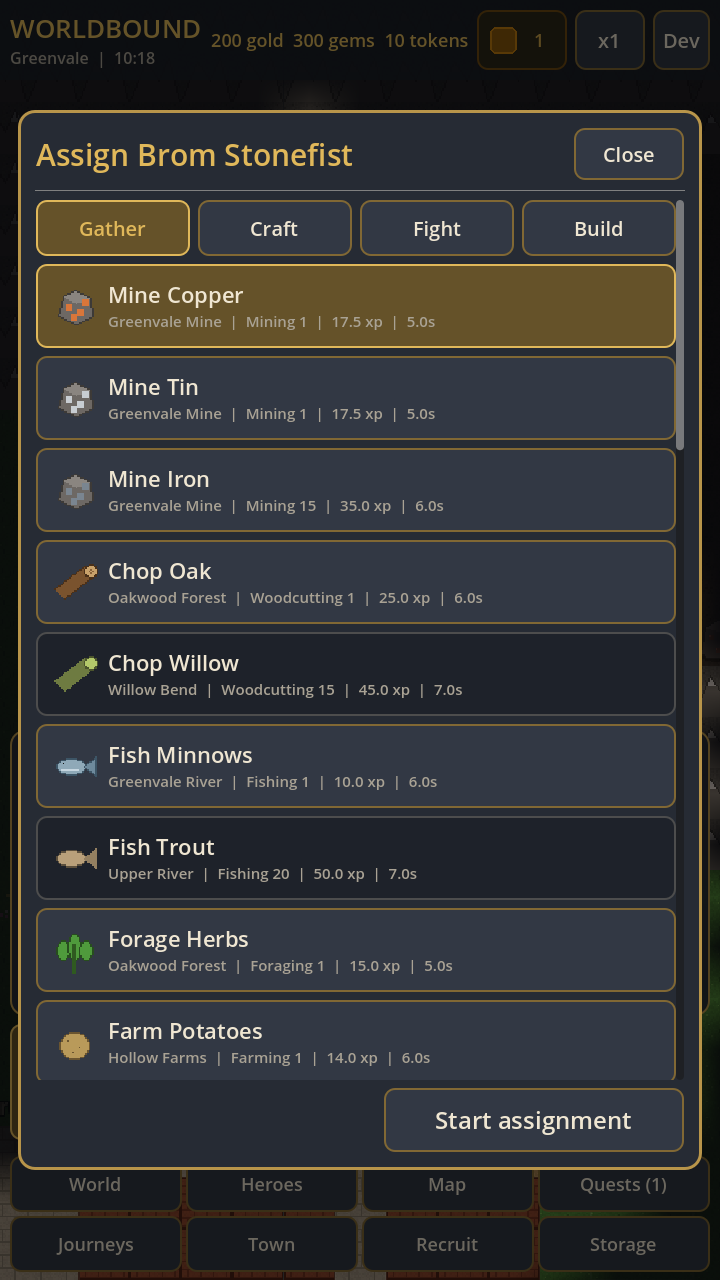 WORLDBOUND
200 gold 300 gems 10 tokens
1
x1
Dev
Greenvale | 10:18
Assign Brom Stonefist
Close
Gather
Craft
Fight
Build
Mine Copper
Greenvale Mine | Mining 1 | 17.5 xp | 5.0s
Mine Tin
Greenvale Mine | Mining 1 | 17.5 xp | 5.0s
Mine Iron
Greenvale Mine | Mining 15 | 35.0 xp | 6.0s
Chop Oak
Oakwood Forest | Woodcutting 1 | 25.0 xp | 6.0s
Chop Willow
Willow Bend | Woodcutting 15 | 45.0 xp | 7.0s
Fish Minnows
Greenvale River | Fishing 1 | 10.0 xp | 6.0s
Fish Trout
Upper River | Fishing 20 | 50.0 xp | 7.0s
Forage Herbs
Oakwood Forest | Foraging 1 | 15.0 xp | 5.0s
Farm Potatoes
Hollow Farms | Farming 1 | 14.0 xp | 6.0s
Start assignment
World
Heroes
Map
Quests (1)
Journeys
Town
Recruit
Storage